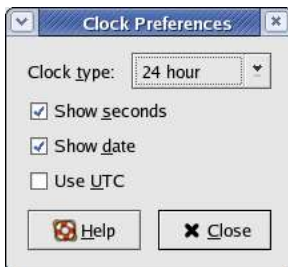 Clock Preferences
Clock type: 24 hour
Show seconds
Show date
Use UTC
Help Close